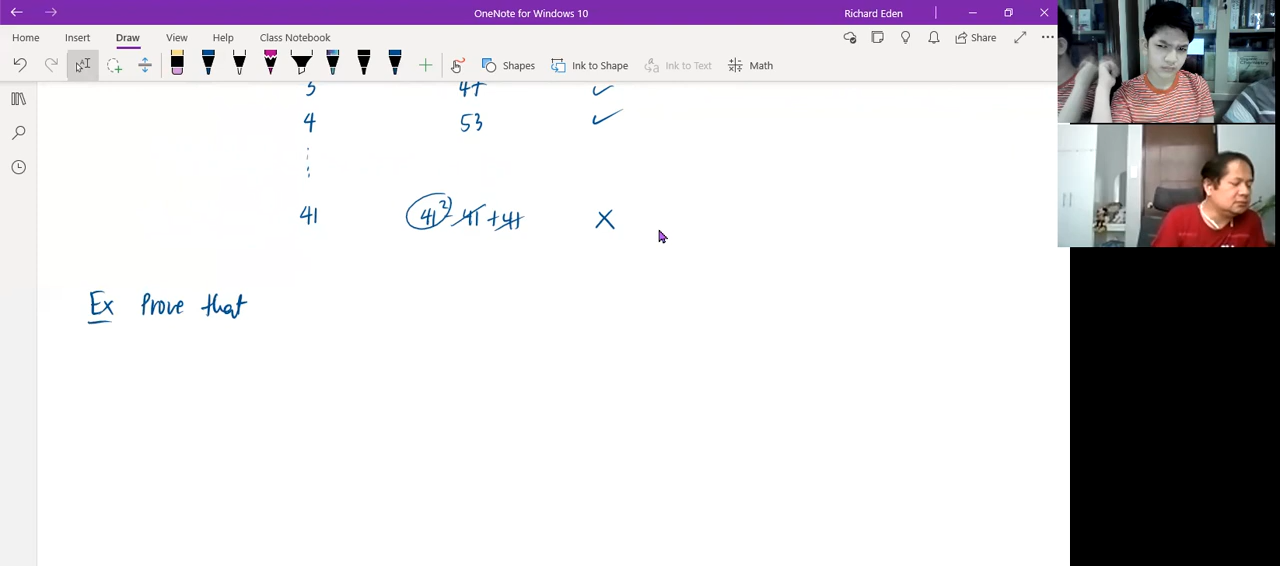 OneNote for Windows 10
Richard Eden
Home Insert Draw View Help Class Notebook
Share
Shapes Ink to Shape Ink to Text Math
3 47 ✓
4 53 ✓
41 41² - 41 + 41 X
Ex Prove that